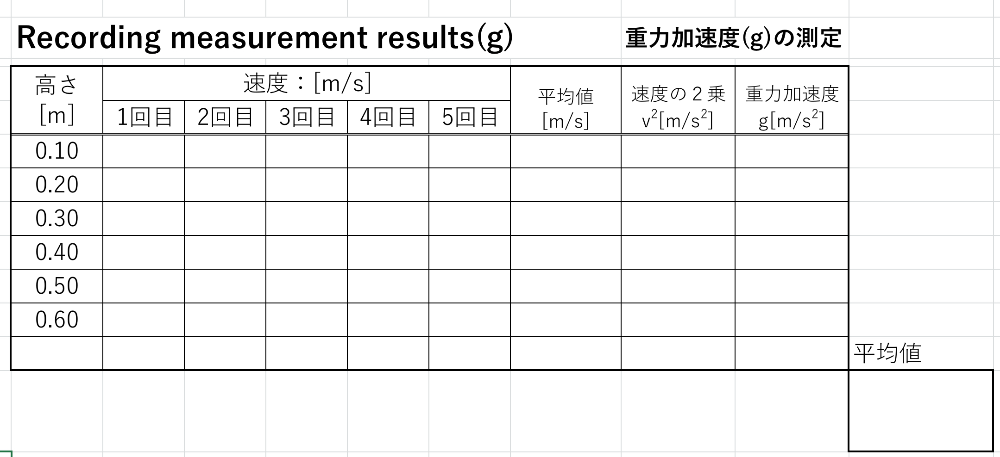 Recording measurement results(g)
重力加速度(g)の測定
高さ
[m]
速度：[m/s]
1回目 2回目 3回目 4回目 5回目
平均値
[m/s]
速度の２乗
v²[m/s²]
重力加速度
g[m/s²]
0.10
0.20
0.30
0.40
0.50
0.60
平均値